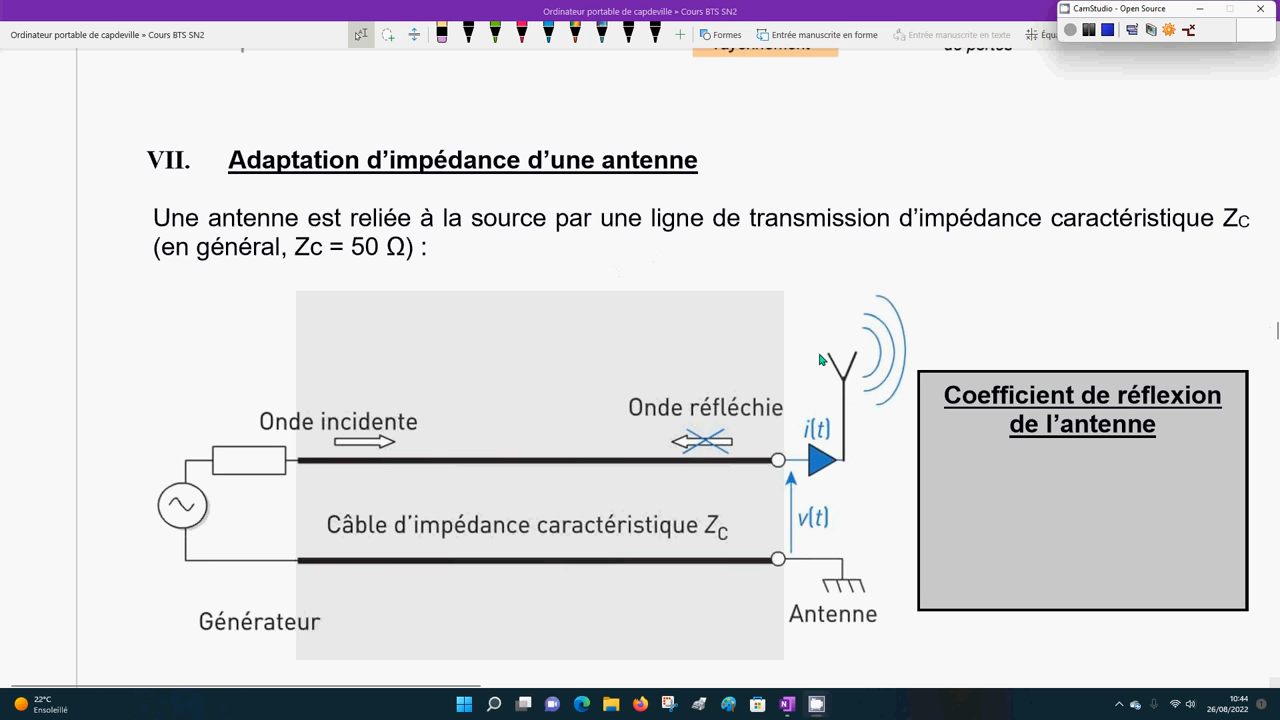 Ordinateur portable de capdeville » Cours BTS SN2
CamStudio - Open Source
Ordinateur portable de capdeville » Cours BTS SN2
Formes
Entrée manuscrite en forme
Entrée manuscrite en texte
VII. Adaptation d’impédance d’une antenne
Une antenne est reliée à la source par une ligne de transmission d’impédance caractéristique Zc
(en général, Zc = 50 Ω) :
Onde incidente
Onde réfléchie
i(t)
Câble d’impédance caractéristique ZC
v(t)
Générateur
Antenne
Coefficient de réflexion
de l’antenne
22°C
Ensoleillé
10:44
26/08/2022